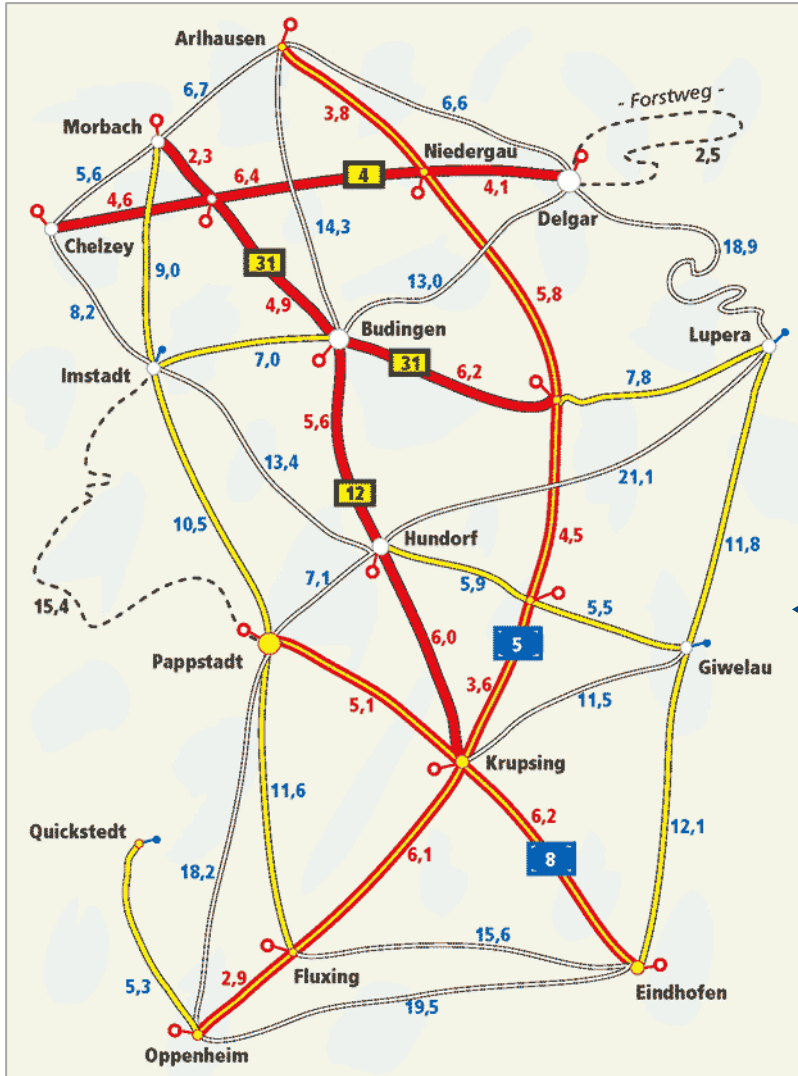 Arlhausen
6,7
3,8
6,6
- Forstweg -
Morbach
2,3
Niedergau
2,5
5,6
6,4
4
4,6
4,1
Delgar
Chelzey
14,3
18,9
9,0
31
13,0
5,8
8,2
4,9
Budingen
Lupera
Imstadt
7,0
31
6,2
7,8
5,6
13,4
12
21,1
10,5
4,5
Hundorf
11,8
7,1
5,9
5,5
15,4
6,0
5
Pappstadt
Giwelau
3,6
5,1
11,5
Krupsing
11,6
6,2
Quickstedt
12,1
8
18,2
6,1
15,6
2,9
Fluxing
5,3
Eindhofen
19,5
Oppenheim